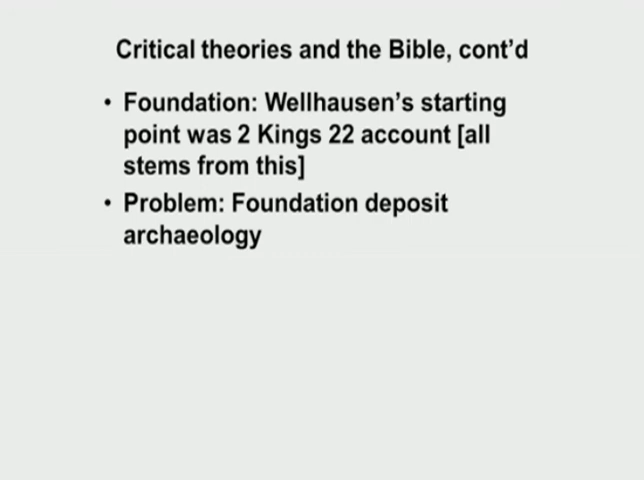 Critical theories and the Bible, cont'd
• Foundation: Wellhausen's starting
point was 2 Kings 22 account [all
stems from this]
• Problem: Foundation deposit
archaeology